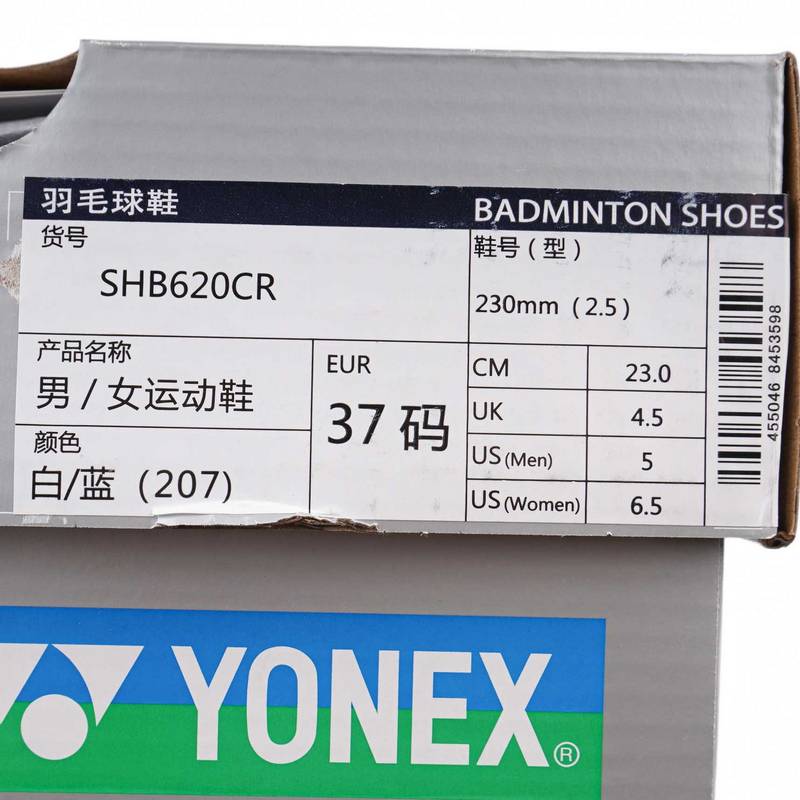 羽毛球鞋 BADMINTON SHOES
货号
SHB620CR
鞋号(型)
230mm(2.5)
产品名称
男/女运动鞋
颜色
白/蓝(207)
EUR
37码
CM 23.0
UK 4.5
US(Men) 5
US(Women) 6.5
455046 8453598
YONEX®